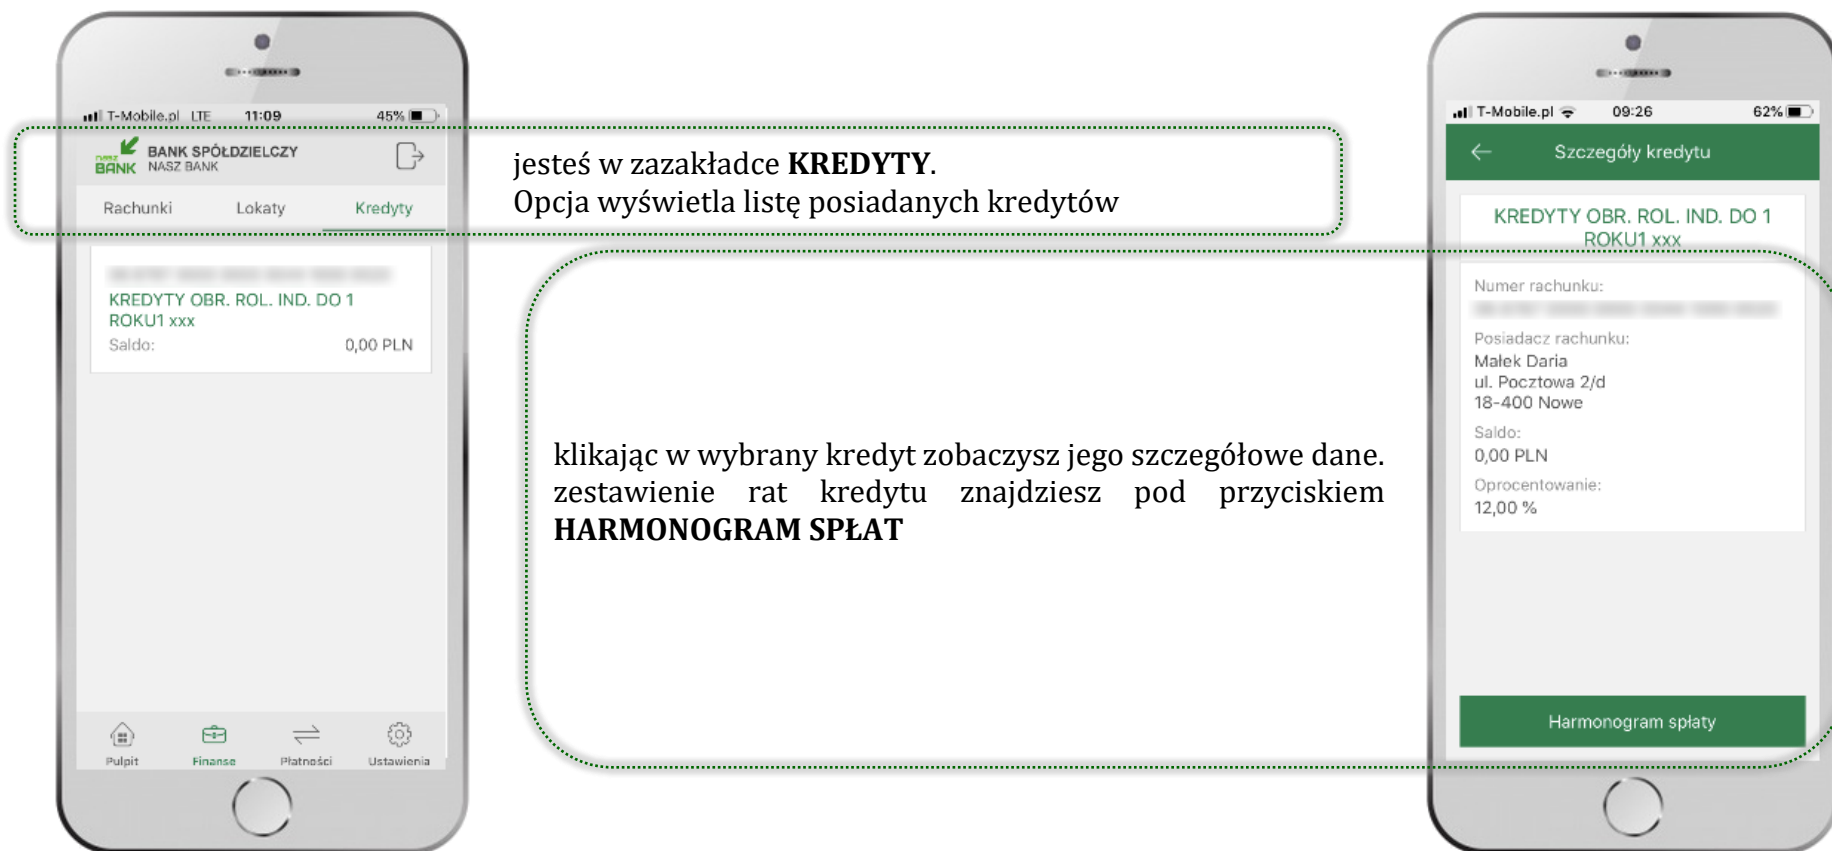 T-Mobile.pl LTE 11:09 45%
nasz BANK
BANK SPÓŁDZIELCZY
NASZ BANK
Rachunki Lokaty Kredyty
KREDYTY OBR. ROL. IND. DO 1
ROKU1 xxx
Saldo: 0,00 PLN
Pulpit Finanse Płatności Ustawienia
jesteś w zazakładce KREDYTY.
Opcja wyświetla listę posiadanych kredytów
klikając w wybrany kredyt zobaczysz jego szczegółowe dane.
zestawienie rat kredytu znajdziesz pod przyciskiem
HARMONOGRAM SPŁAT
T-Mobile.pl 09:26 62%
Szczegóły kredytu
KREDYTY OBR. ROL. IND. DO 1
ROKU1 xxx
Numer rachunku:
Posiadacz rachunku:
Małek Daria
ul. Pocztowa 2/d
18-400 Nowe
Saldo:
0,00 PLN
Oprocentowanie:
12,00 %
Harmonogram spłaty